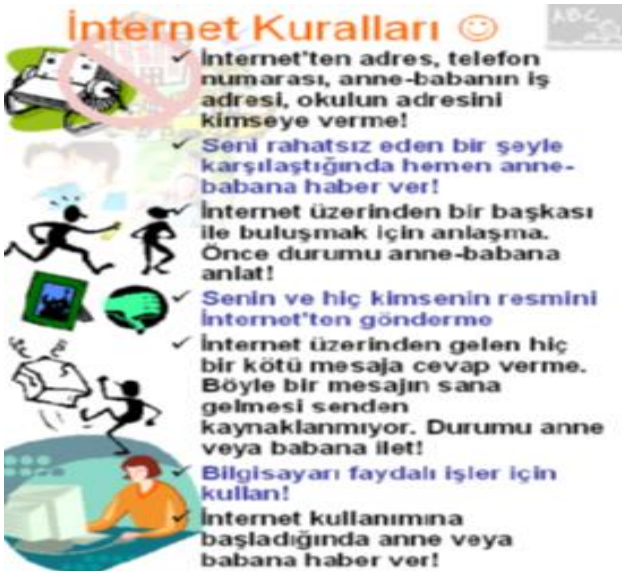 İnternet Kuralları ☺
ABC
✓ İnternet'ten adres, telefon
numarası, anne-babanın iş
adresi, okulun adresini
kimseye verme!
✓ Seni rahatsız eden bir şeyle
karşılaştığında hemen anne-
babana haber ver!
✓ İnternet üzerinden bir başkası
ile buluşmak için anlaşma.
Önce durumu anne-babana
anlat!
✓ Senin ve hiç kimsenin resmini
İnternet'ten gönderme
✓ İnternet üzerinden gelen hiç
bir kötü mesaja cevap verme.
Böyle bir mesajın sana
gelmesi senden
kaynaklanmıyor. Durumu anne
veya babana ilet!
✓ Bilgisayarı faydalı işler için
kullan!
✓ İnternet kullanımına
başladığında anne veya
babana haber ver!